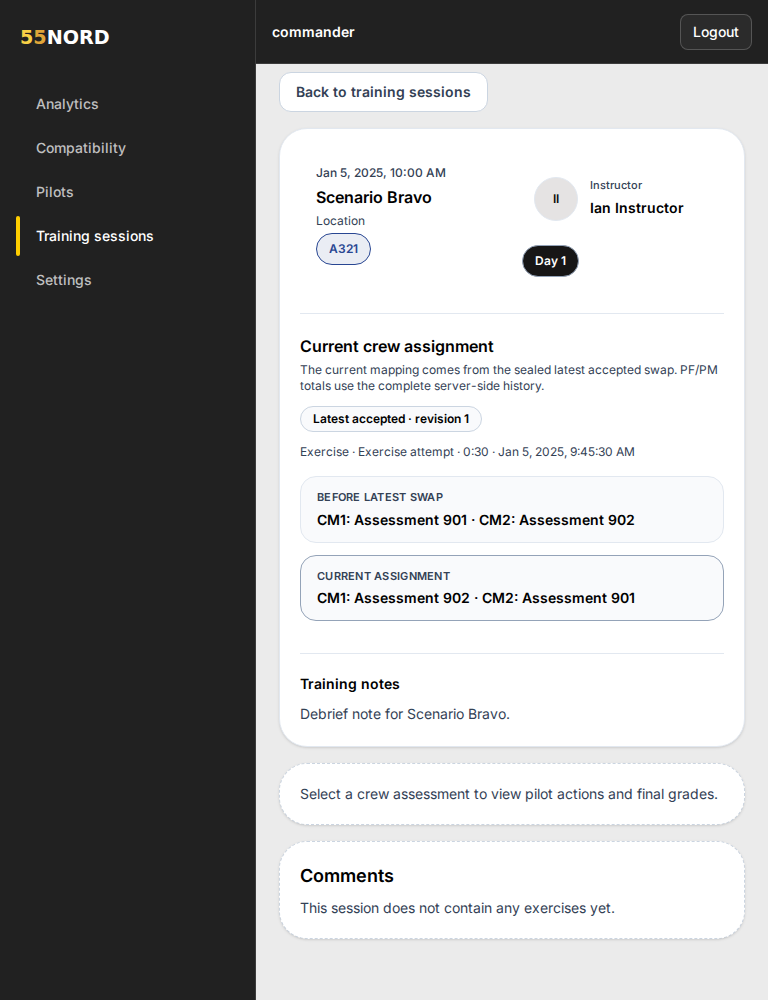 55NORD
commander
Logout
Analytics
Compatibility
Pilots
Training sessions
Settings
Back to training sessions
Jan 5, 2025, 10:00 AM
Scenario Bravo
Location
A321
II
Instructor
Ian Instructor
Day 1
Current crew assignment
The current mapping comes from the sealed latest accepted swap. PF/PM
totals use the complete server-side history.
Latest accepted · revision 1
Exercise · Exercise attempt · 0:30 · Jan 5, 2025, 9:45:30 AM
BEFORE LATEST SWAP
CM1: Assessment 901 · CM2: Assessment 902
CURRENT ASSIGNMENT
CM1: Assessment 902 · CM2: Assessment 901
Training notes
Debrief note for Scenario Bravo.
Select a crew assessment to view pilot actions and final grades.
Comments
This session does not contain any exercises yet.